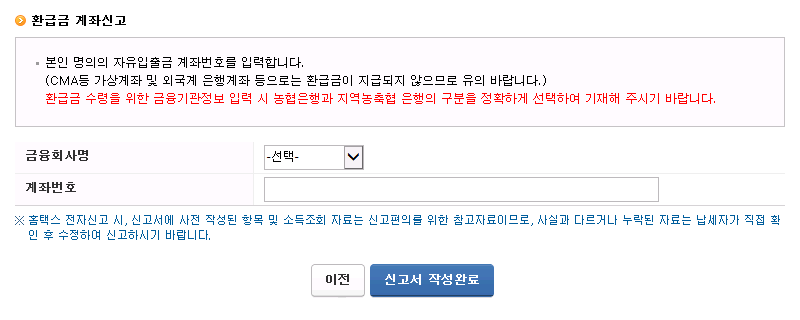 환급금 계좌신고
본인 명의의 자유입출금 계좌번호를 입력합니다.
(CMA등 가상계좌 및 외국계 은행계좌 등으로는 환급금이 지급되지 않으므로 유의 바랍니다.)
환급금 수령을 위한 금융기관정보 입력 시 농협은행과 지역농축협 은행의 구분을 정확하게 선택하여 기재해 주시기 바랍니다.
금융회사명
-선택-
계좌번호
※ 홈택스 전자신고 시, 신고서에 사전 작성된 항목 및 소득조회 자료는 신고편의를 위한 참고자료이므로, 사실과 다르거나 누락된 자료는 납세자가 직접 확
인 후 수정하여 신고하시기 바랍니다.
이전
신고서 작성완료